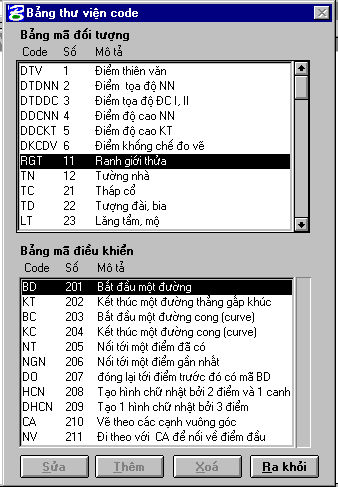 Bảng thư viện code
Bảng mã đối tượng
Code Số Mô tả
DTV 1 Điểm thiên văn
DTDNN 2 Điểm tọa độ NN
DTDDC 3 Điểm tọa độ ĐC I, II
DDCNN 4 Điểm độ cao NN
DDCKT 5 Điểm độ cao KT
DKCDV 6 Điểm khống chế đo vẽ
RGT 11 Ranh giới thửa
TN 12 Tường nhà
TC 21 Tháp cổ
TD 22 Tượng đài, bia
LT 23 Lăng tẩm, mộ
Bảng mã điều khiển
Code Số Mô tả
BD 201 Bắt đầu một đường
KT 202 Kết thúc một đường thẳng gấp khúc
BC 203 Bắt đầu một đường cong (curve)
KC 204 Kết thúc một đường cong (curve)
NT 205 Nối tới một điểm đã có
NGN 206 Nối tới một điểm gần nhất
DO 207 đóng lại tới điểm trước đó có mã BD
HCN 208 Tạo hình chữ nhật bởi 2 điểm và 1 canh
DHCN 209 Tạo 1 hình chữ nhật bởi 3 điểm
CA 210 Vẽ theo các cạnh vuông góc
NV 211 Đi theo với CA để nối về điểm đầu
Sửa Thêm Xoá Ra khỏi